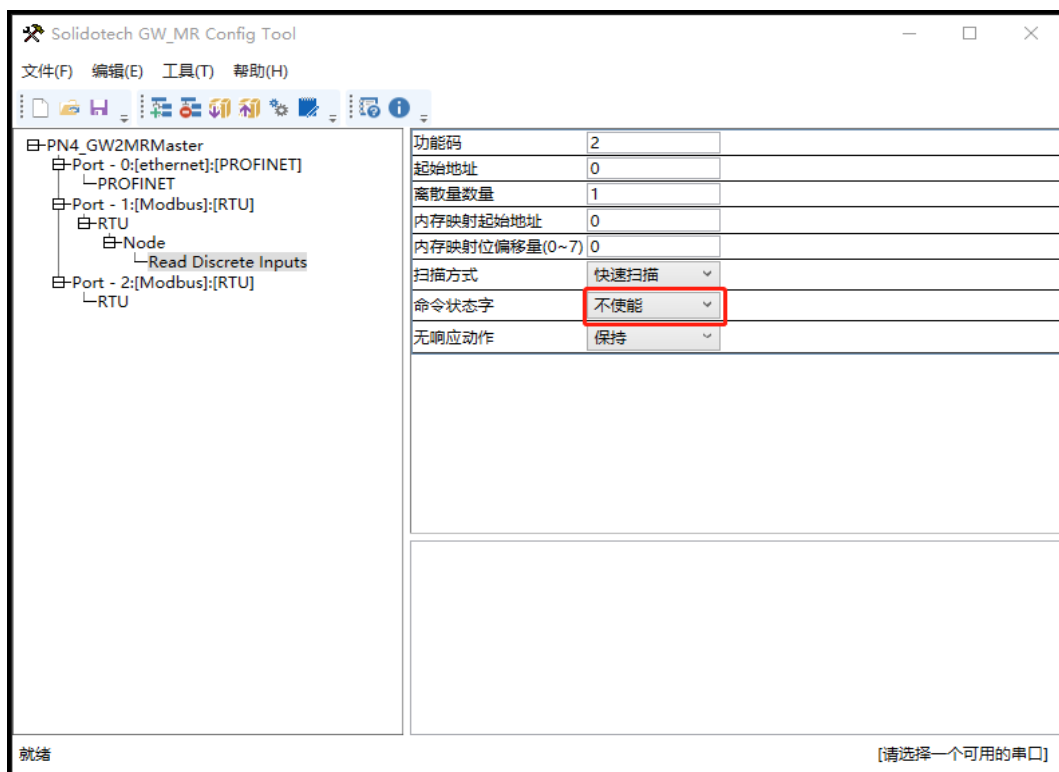 Solidotech GW_MR Config Tool
文件(F) 编辑(E) 工具(T) 帮助(H)
PN4_GW2MRMaster
Port - 0:[ethernet]:[PROFINET]
PROFINET
Port - 1:[Modbus]:[RTU]
RTU
Node
Read Discrete Inputs
Port - 2:[Modbus]:[RTU]
RTU
功能码 2
起始地址 0
离散量数量 1
内存映射起始地址 0
内存映射位偏移量(0~7) 0
扫描方式 快速扫描
命令状态字 不使能
无响应动作 保持
就绪 [请选择一个可用的串口]